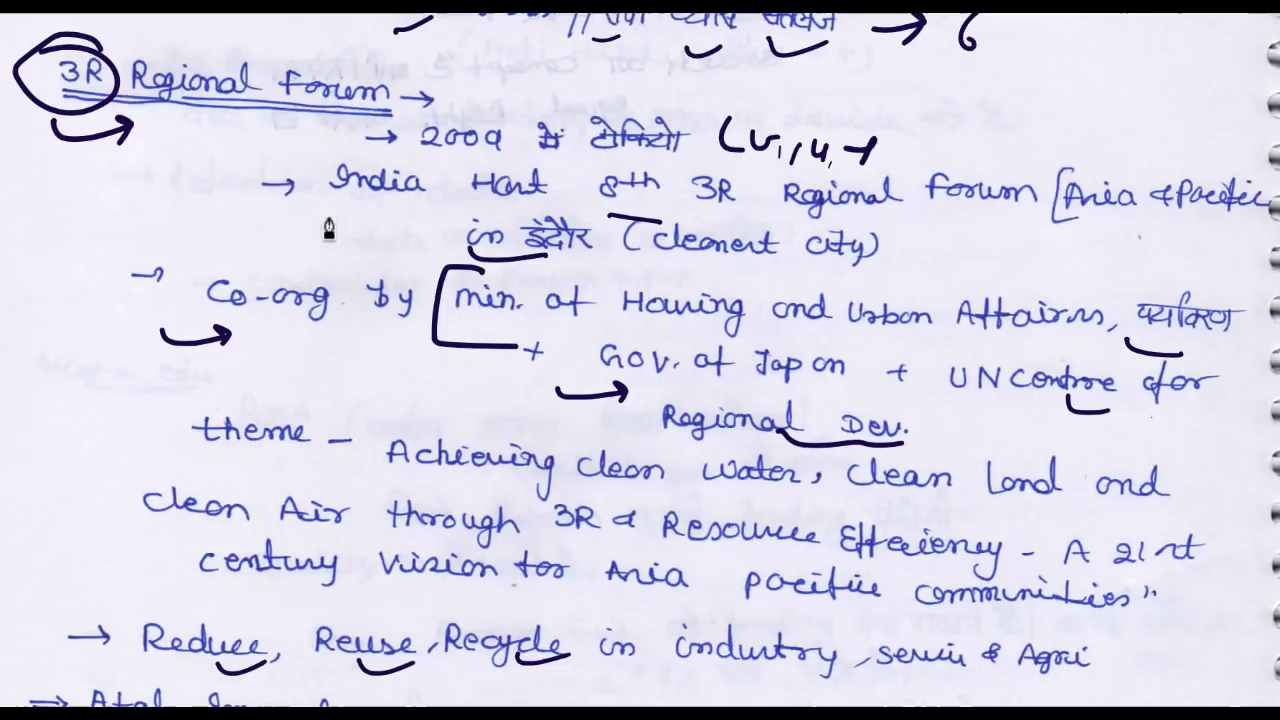 3R Regional Forum →
→ 2009 में टोकियो
→ India Host 8th 3R Regional Forum [Asia & Pacific
in इंदौर (cleanest city)
→ Co-org by [min. of Housing and Urban Affairs, पर्यावरण
+ Gov. of Japan + UN Centre for
Regional Dev.
theme - Achieving clean water, clean Land and
clean Air through 3R & Resource Efficiency - A 21st
century Vision for Asia pacific communities"
→ Reduce, Reuse, Recycle in industry, service & Agri